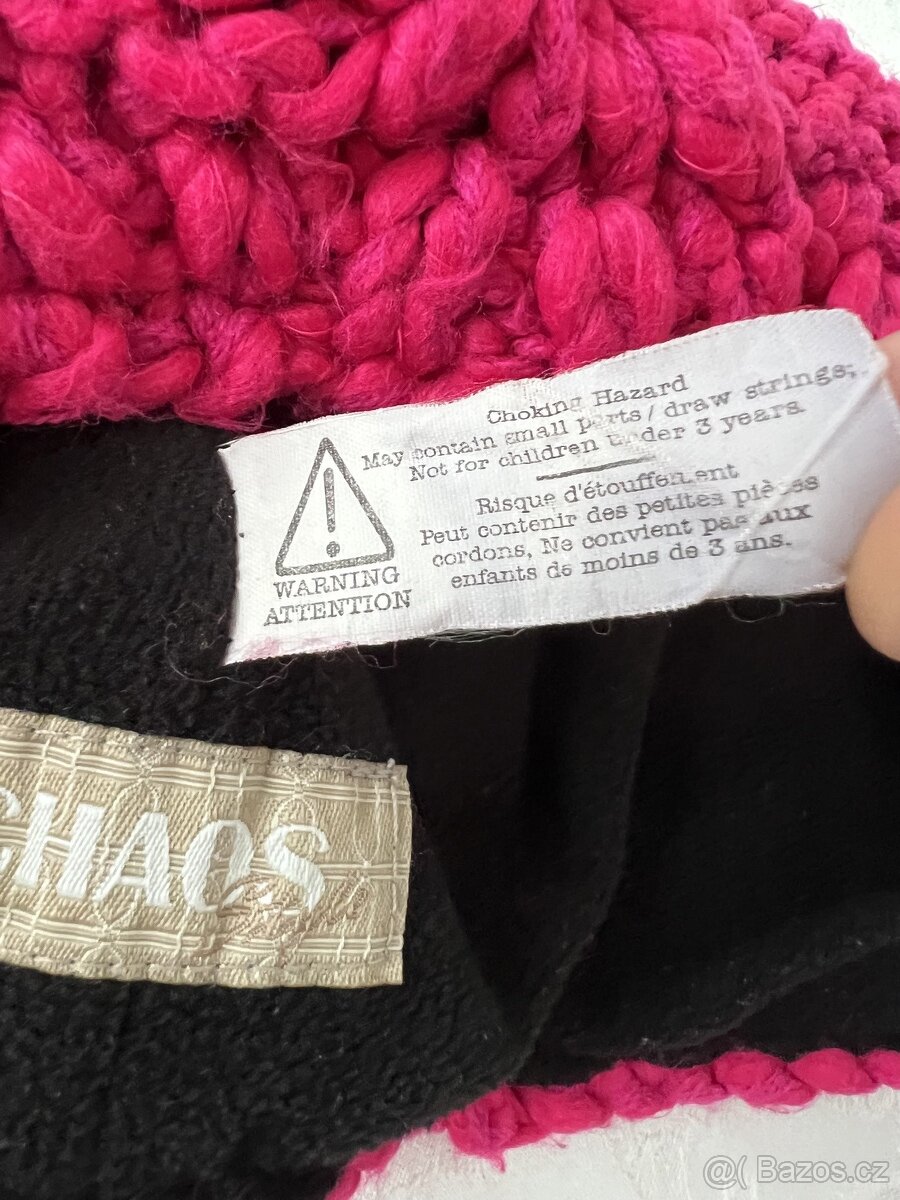 Choking Hazard
May contain small parts / draw strings;
Not for children under 3 years
Risque d'étouffement
Peut contenir des petites pièces
cordons, Ne convient pas aux
enfants de moins de 3 ans.
WARNING
ATTENTION
CHAOS
@( Bazos.cz